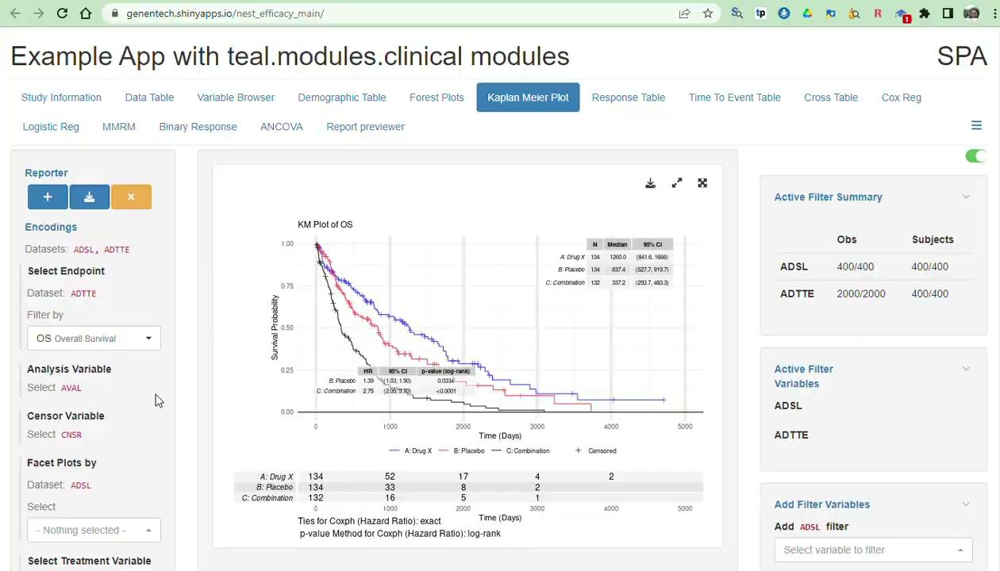 genentech.shinyapps.io/nest_efficacy_main/
tp
R
1
Example App with teal.modules.clinical modules
SPA
Study Information Data Table Variable Browser Demographic Table Forest Plots Kaplan Meier Plot Response Table Time To Event Table Cross Table Cox Reg
Logistic Reg MMRM Binary Response ANCOVA Report previewer
Reporter
Encodings
Datasets: ADSL, ADTTE
Select Endpoint
Dataset: ADTTE
Filter by
OS Overall Survival
Analysis Variable
Select AVAL
Censor Variable
Select CNSR
Facet Plots by
Dataset: ADSL
Select
- Nothing selected -
Select Treatment Variable
KM Plot of OS
Survival Probability
1.00
0.75
0.50
0.25
0.00
N Median 95% CI
A: Drug X 134 1260.0 (841.6, 1666)
B: Placebo 134 837.4 (527.7, 919.7)
C: Combination 132 337.2 (293.7, 483.3)
HR 95% CI p-value (log-rank)
B: Placebo 1.39 (1.03, 1.90) 0.0334
C: Combination 2.75 (2.05, 3.70) <0.0001
0 1000 2000 3000 4000 5000
Time (Days)
A: Drug X B: Placebo C: Combination + Censored
A: Drug X 134 52 17 4 2
B: Placebo 134 33 8 2
C: Combination 132 16 5 1
0 1000 2000 3000 4000 5000
Time (Days)
Ties for Coxph (Hazard Ratio): exact
p-value Method for Coxph (Hazard Ratio): log-rank
Active Filter Summary
Obs Subjects
ADSL 400/400 400/400
ADTTE 2000/2000 400/400
Active Filter
Variables
ADSL
ADTTE
Add Filter Variables
Add ADSL filter
Select variable to filter